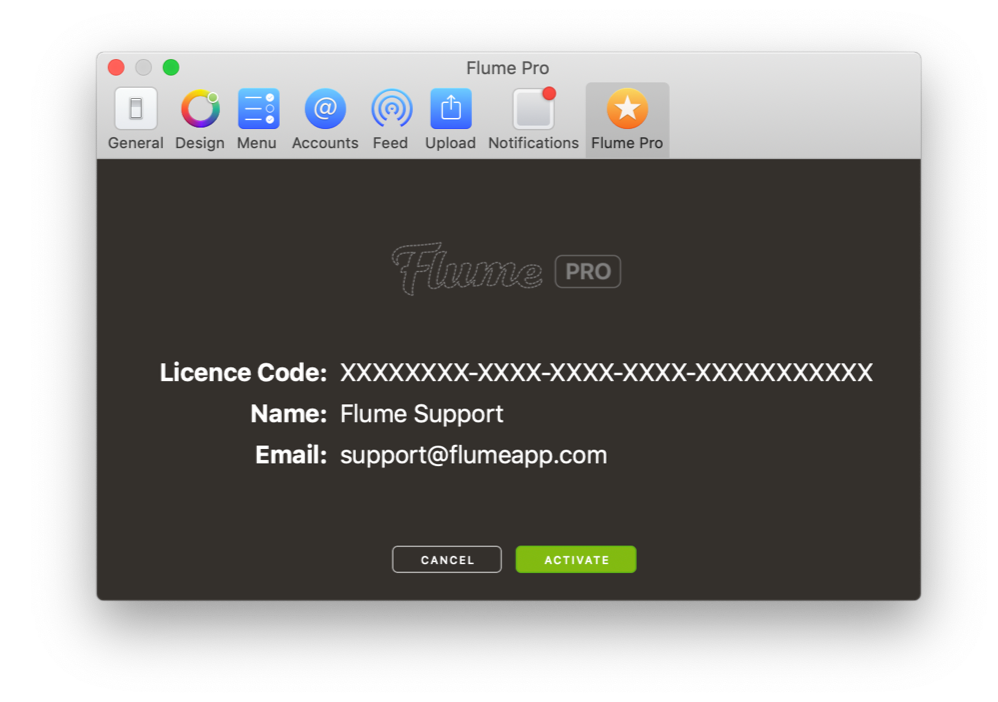 Flume Pro
General Design Menu Accounts Feed Upload Notifications Flume Pro
Flume PRO
Licence Code: XXXXXXXX-XXXX-XXXX-XXXX-XXXXXXXXXXX
Name: Flume Support
Email: support@flumeapp.com
CANCEL ACTIVATE